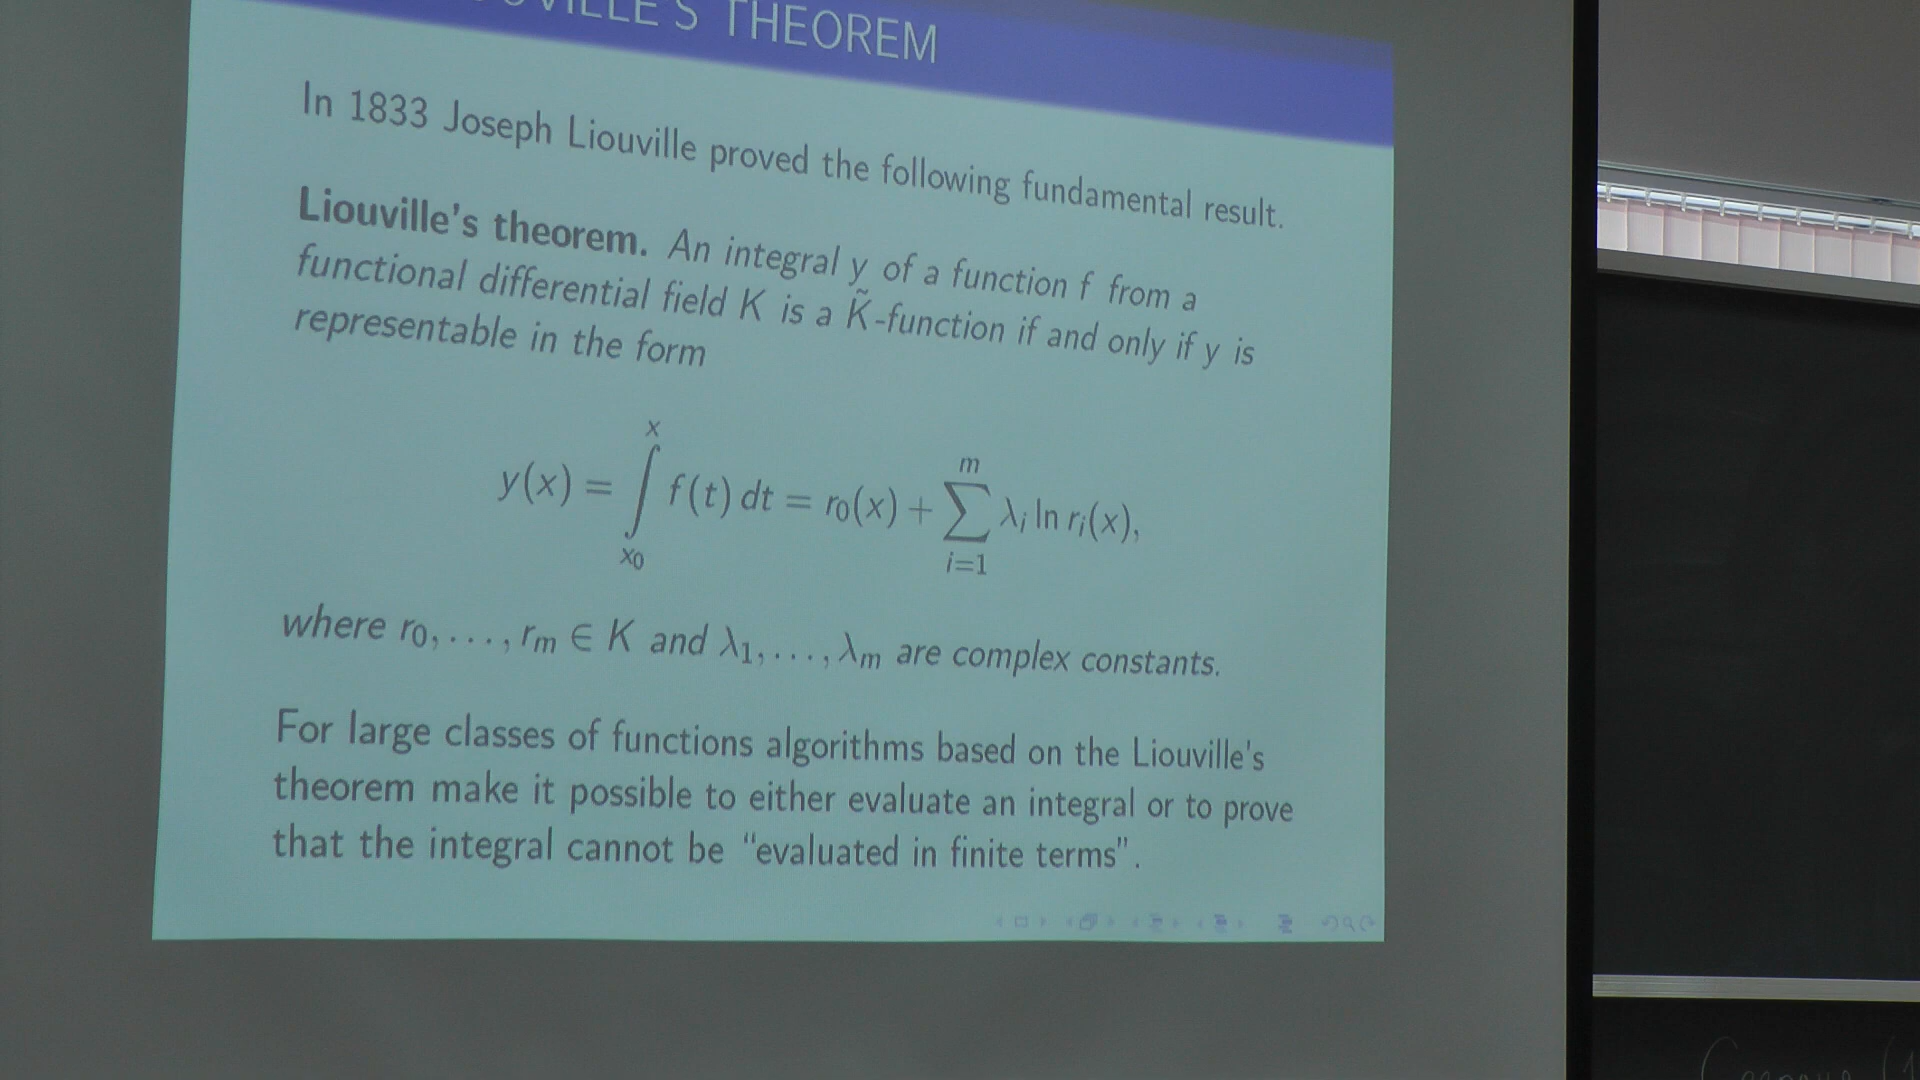 THEOREM
In 1833 Joseph Liouville proved the following fundamental result.
Liouville's theorem. An integral y of a function f from a
functional differential field K is a K̃-function if and only if y is
representable in the form
y(x) = ∫_{x₀}^{x} f(t) dt = r₀(x) + ∑_{i=1}^{m} λᵢ ln rᵢ(x),
where r₀, . . . , rₘ ∈ K and λ₁, . . . , λₘ are complex constants.
For large classes of functions algorithms based on the Liouville's
theorem make it possible to either evaluate an integral or to prove
that the integral cannot be "evaluated in finite terms".